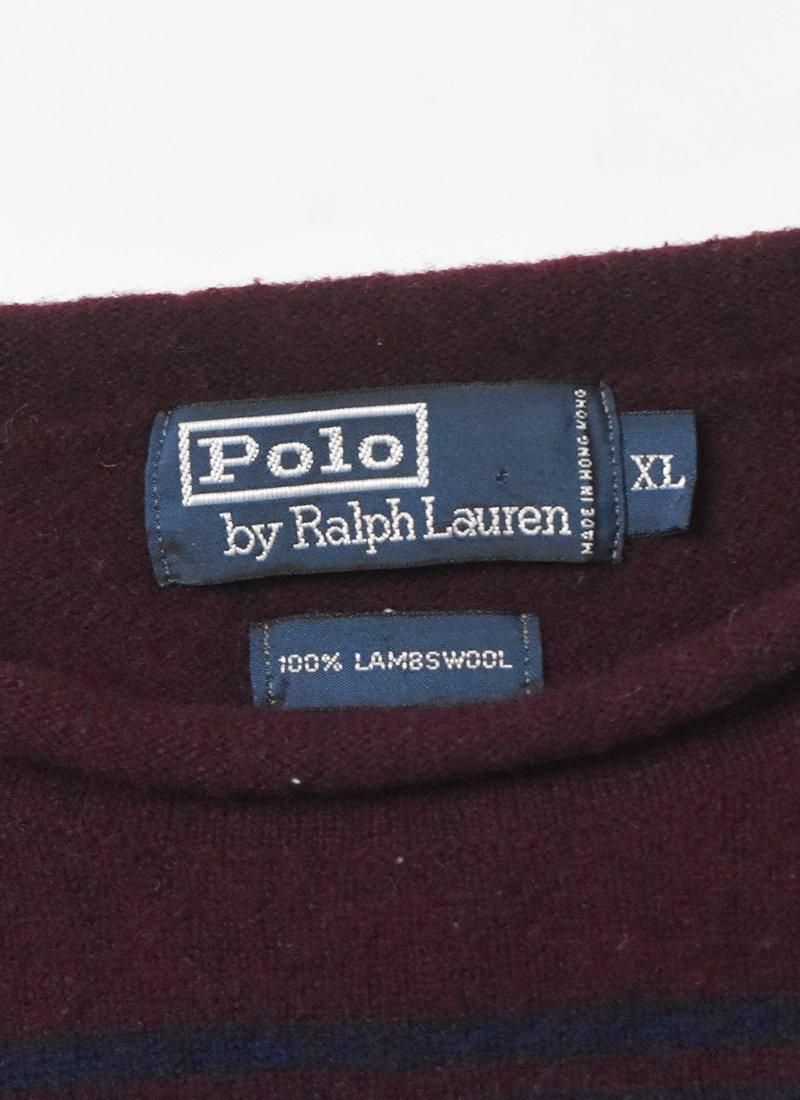 Polo
by Ralph Lauren
MADE IN HONG KONG
XL
100% LAMBSWOOL